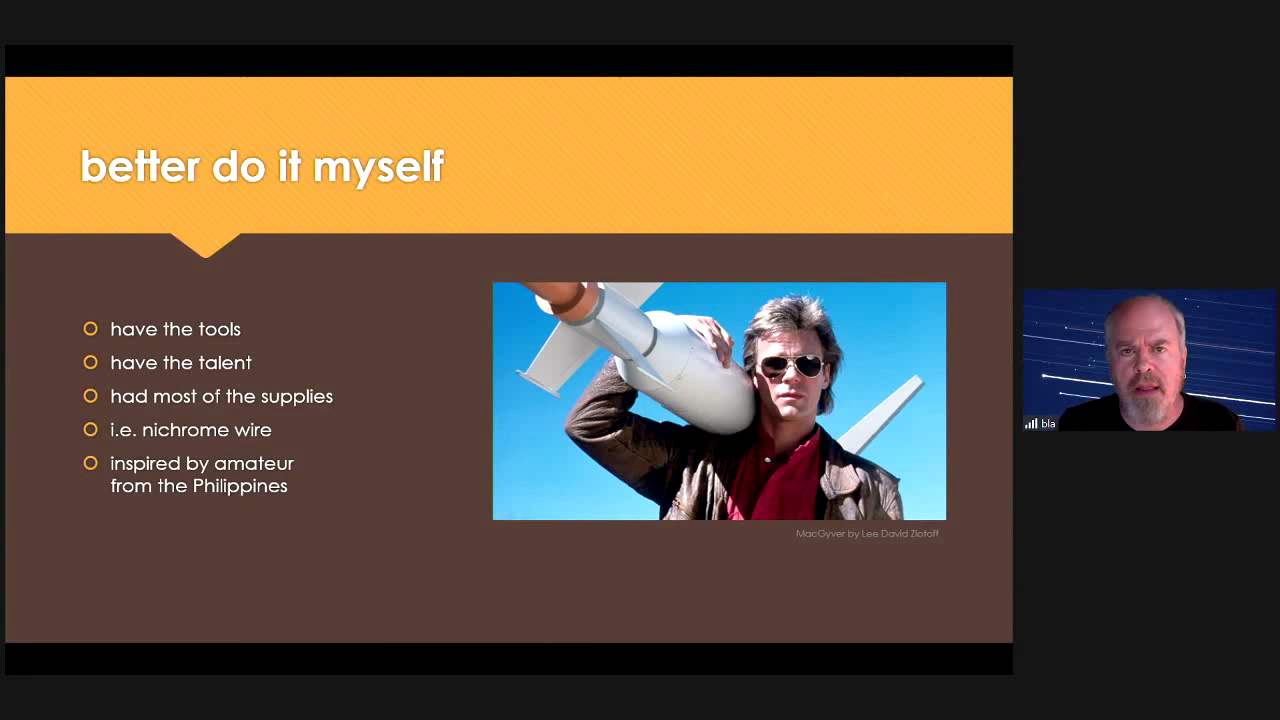 better do it myself
have the tools
have the talent
had most of the supplies
i.e. nichrome wire
inspired by amateur
from the Philippines
MacGyver by Lee David Zlotoff
bla